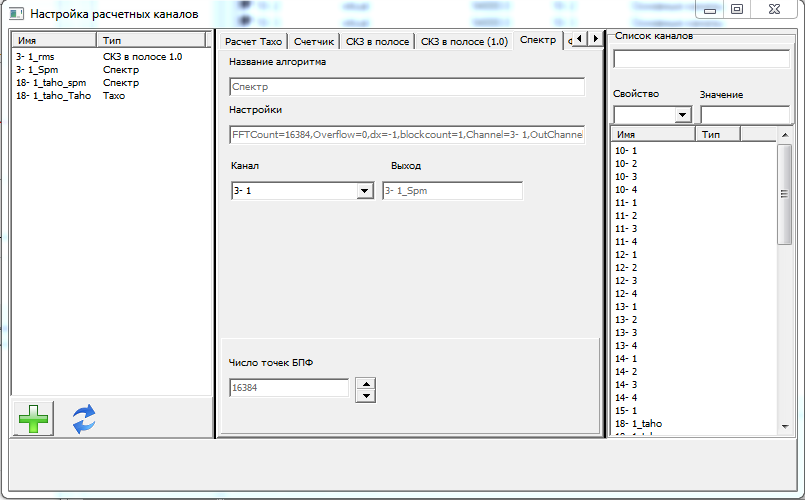 Настройка расчетных каналов
Имя Тип
3- 1_rms СКЗ в полосе 1.0
3- 1_Spm Спектр
18- 1_taho_spm Спектр
18- 1_taho_Taho Тахо
Расчет Тахо Счетчик СКЗ в полосе СКЗ в полосе (1.0) Спектр
Название алгоритма
Спектр
Настройки
FFTCount=16384,Overflow=0,dx=-1,blockcount=1,Channel=3- 1,OutChannel
Канал Выход
3- 1 3- 1_Spm
Число точек БПФ
16384
Список каналов
Свойство Значение
Имя Тип
10- 1
10- 2
10- 3
10- 4
11- 1
11- 2
11- 3
11- 4
12- 1
12- 2
12- 3
12- 4
13- 1
13- 2
13- 3
13- 4
14- 1
14- 2
14- 3
14- 4
15- 1
18- 1_taho